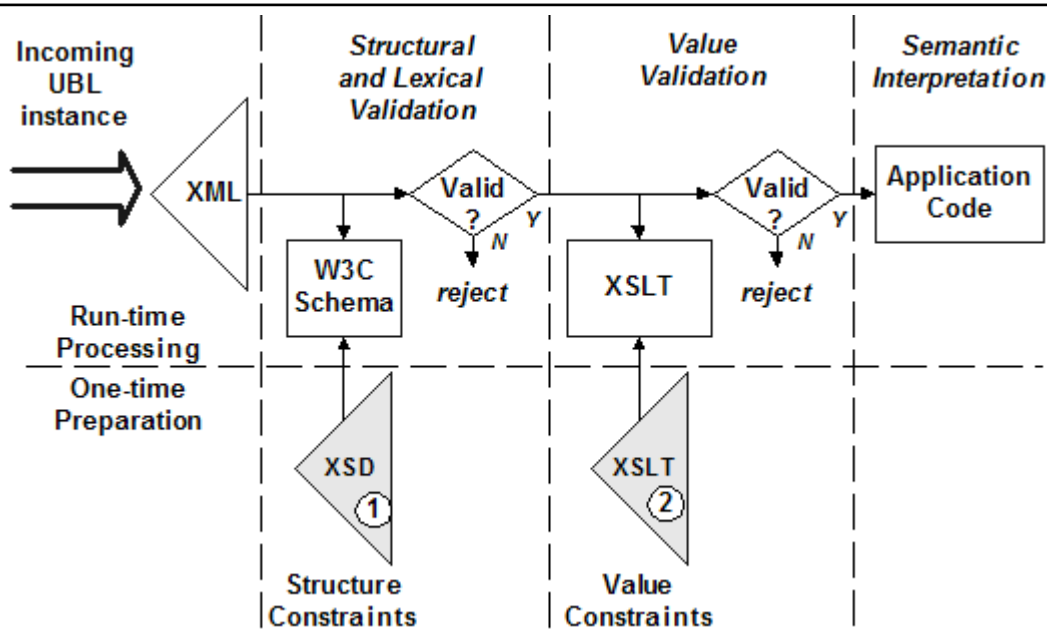 Incoming
UBL
instance
Structural
and Lexical
Validation
Value
Validation
Semantic
Interpretation
XML
Valid
?
N
Y
reject
W3C
Schema
Valid
?
N
Y
reject
XSLT
Application
Code
Run-time
Processing
One-time
Preparation
XSD
1
Structure
Constraints
XSLT
2
Value
Constraints